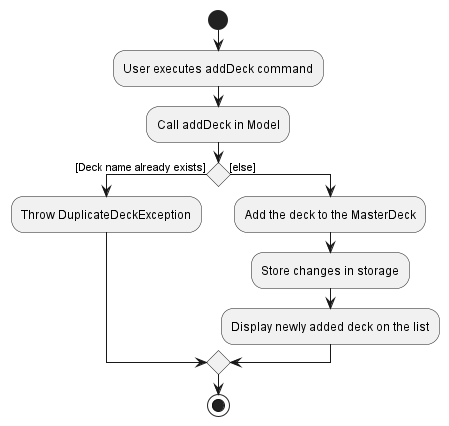 User executes addDeck command
Call addDeck in Model
[Deck name already exists]
[else]
Throw DuplicateDeckException
Add the deck to the MasterDeck
Store changes in storage
Display newly added deck on the list